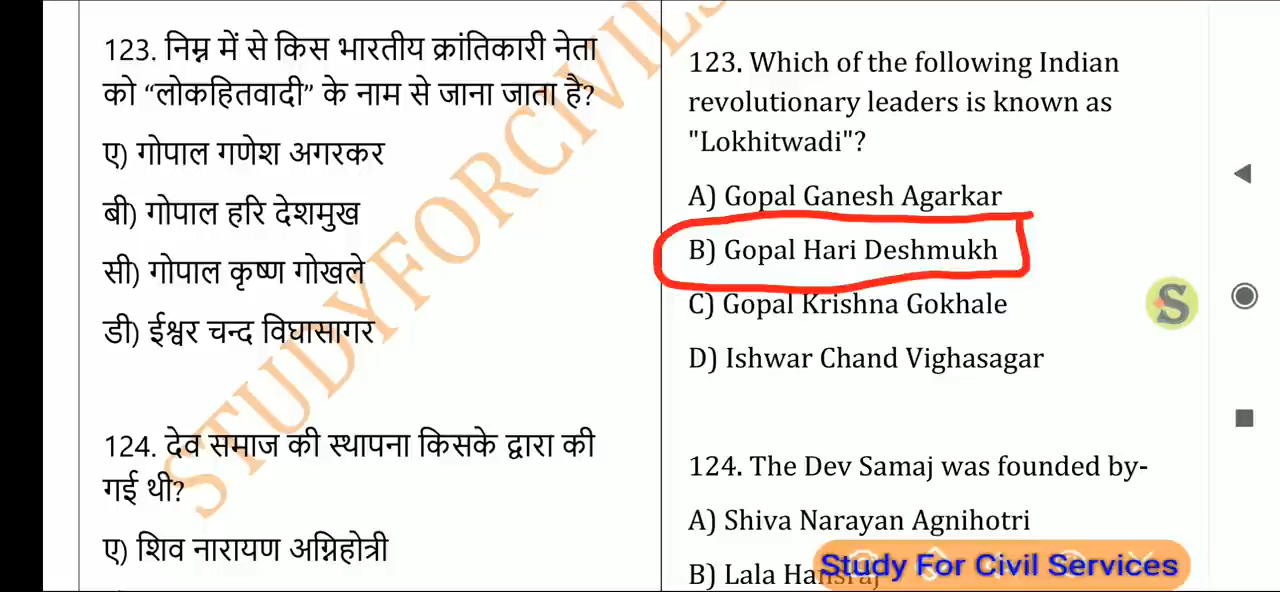 123. निम्न में से किस भारतीय क्रांतिकारी नेता
को “लोकहितवादी” के नाम से जाना जाता है?
ए) गोपाल गणेश अगरकर
बी) गोपाल हरि देशमुख
सी) गोपाल कृष्ण गोखले
डी) ईश्वर चन्द विघासागर
124. देव समाज की स्थापना किसके द्वारा की
गई थी?
ए) शिव नारायण अग्निहोत्री
123. Which of the following Indian
revolutionary leaders is known as
"Lokhitwadi"?
A) Gopal Ganesh Agarkar
B) Gopal Hari Deshmukh
C) Gopal Krishna Gokhale
D) Ishwar Chand Vighasagar
124. The Dev Samaj was founded by-
A) Shiva Narayan Agnihotri
B) Lala Hansraj
STUDYFORCIVILS
S
Study For Civil Services